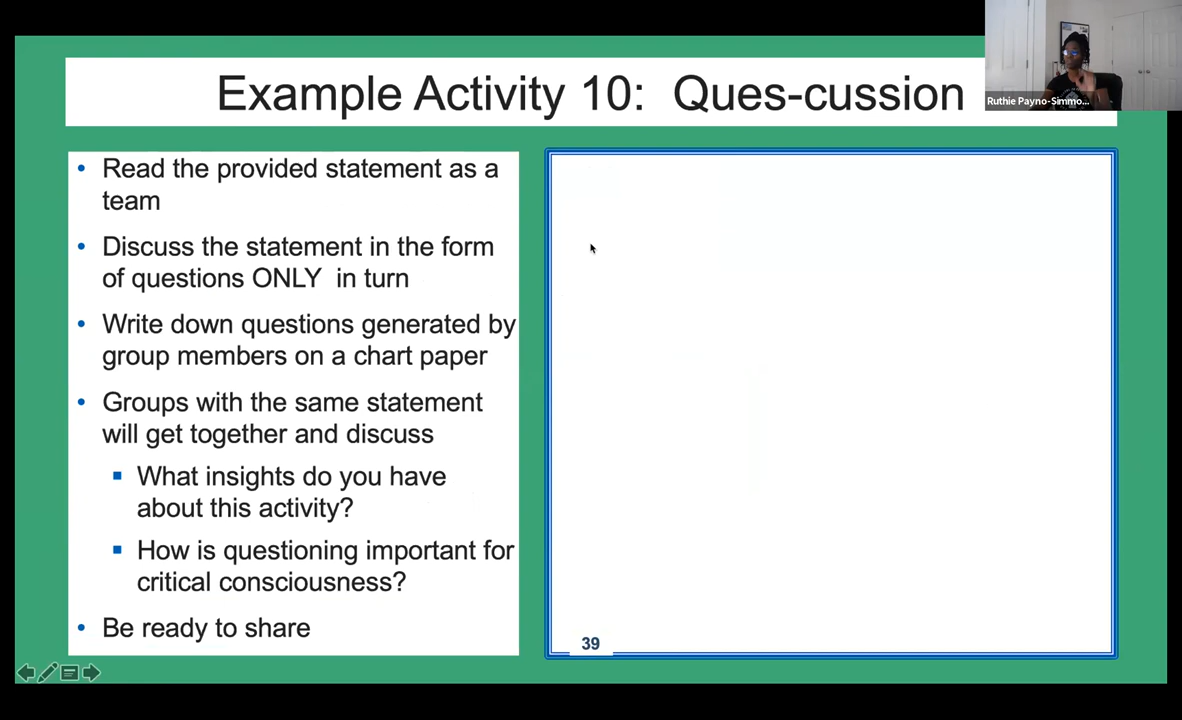 Example Activity 10: Ques-cussion
Ruthie Payno-Simmo...
• Read the provided statement as a
team
• Discuss the statement in the form
of questions ONLY in turn
• Write down questions generated by
group members on a chart paper
• Groups with the same statement
will get together and discuss
▪ What insights do you have
about this activity?
▪ How is questioning important for
critical consciousness?
• Be ready to share
39